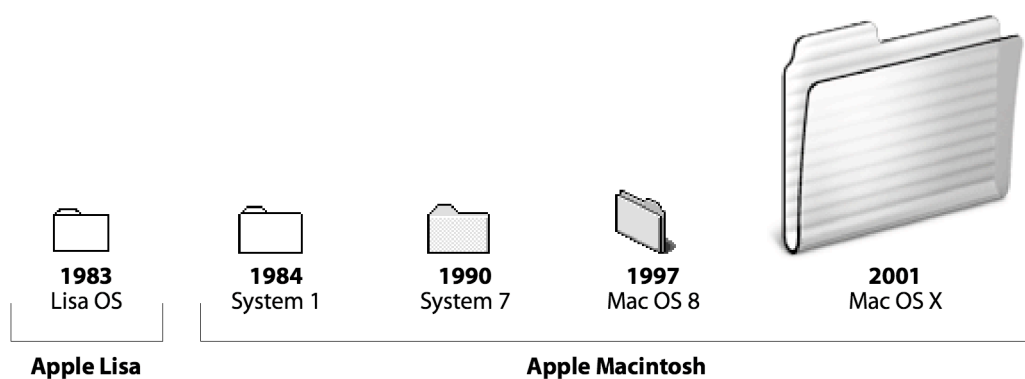 1983
Lisa OS
1984
System 1
1990
System 7
1997
Mac OS 8
2001
Mac OS X
Apple Lisa
Apple Macintosh